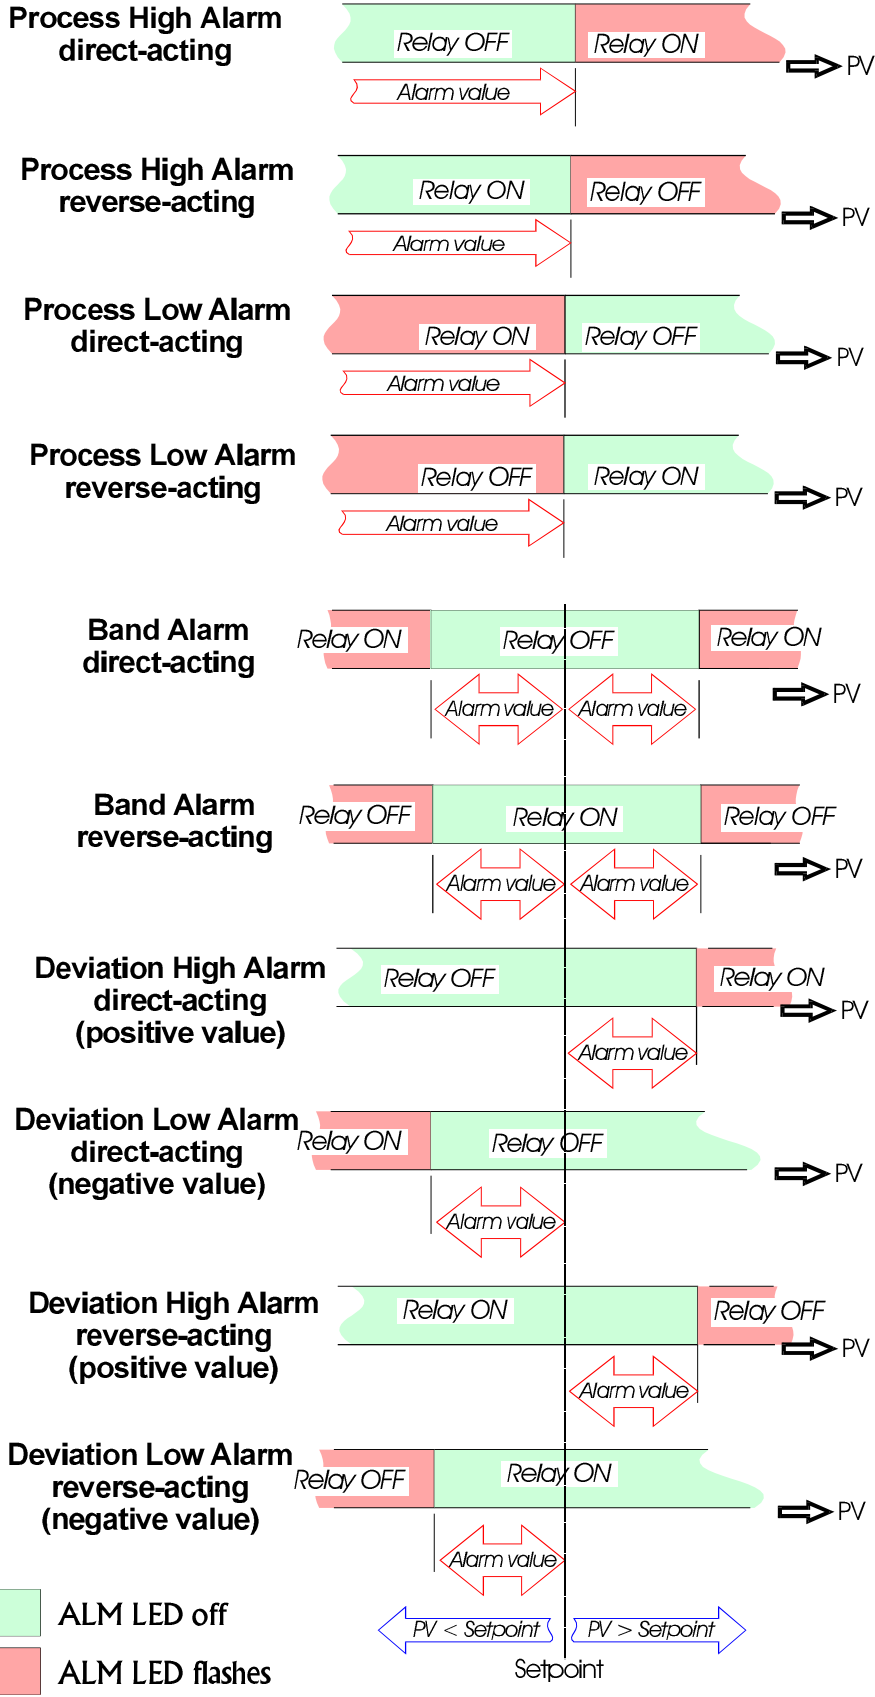 Process High Alarm
direct-acting
Relay OFF
Relay ON
PV
Alarm value
Process High Alarm
reverse-acting
Relay ON
Relay OFF
PV
Alarm value
Process Low Alarm
direct-acting
Relay ON
Relay OFF
PV
Alarm value
Process Low Alarm
reverse-acting
Relay OFF
Relay ON
PV
Alarm value
Band Alarm
direct-acting
Relay ON
Relay OFF
Relay ON
PV
Alarm value
Alarm value
Band Alarm
reverse-acting
Relay OFF
Relay ON
Relay OFF
PV
Alarm value
Alarm value
Deviation High Alarm
direct-acting
(positive value)
Relay OFF
Relay ON
PV
Alarm value
Deviation Low Alarm
direct-acting
(negative value)
Relay ON
Relay OFF
PV
Alarm value
Deviation High Alarm
reverse-acting
(positive value)
Relay ON
Relay OFF
PV
Alarm value
Deviation Low Alarm
reverse-acting
(negative value)
Relay OFF
Relay ON
PV
Alarm value
ALM LED off
ALM LED flashes
PV < Setpoint
PV > Setpoint
Setpoint